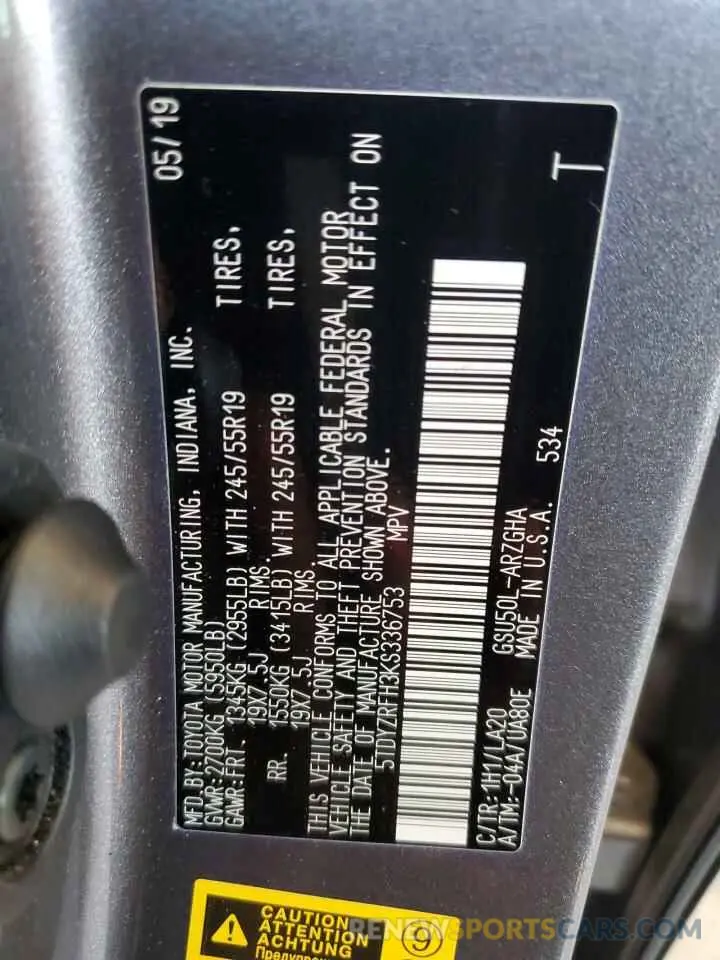 05/19
MFD.BY:TOYOTA MOTOR MANUFACTURING, INDIANA, INC.
GVWR:2700KG (5950LB)
GAWR:FRT. 1345KG (2955LB) WITH 245/55R19 TIRES,
19X7.5J RIMS.
RR. 1550KG (3415LB) WITH 245/55R19 TIRES,
19X7.5J RIMS
THIS VEHICLE CONFORMS TO ALL APPLICABLE FEDERAL MOTOR
VEHICLE SAFETY AND THEFT PREVENTION STANDARDS IN EFFECT ON
THE DATE OF MANUFACTURE SHOWN ABOVE.
5TDYZRFH3KS336753 MPV
C/TR:1H1/LA20 GSU50L-ARZGHA
A/TM:-04A/UA80E MADE IN U.S.A. 534
T
CAUTION
ATTENTION
ACHTUNG
RENEWSPORTSCARS.COM